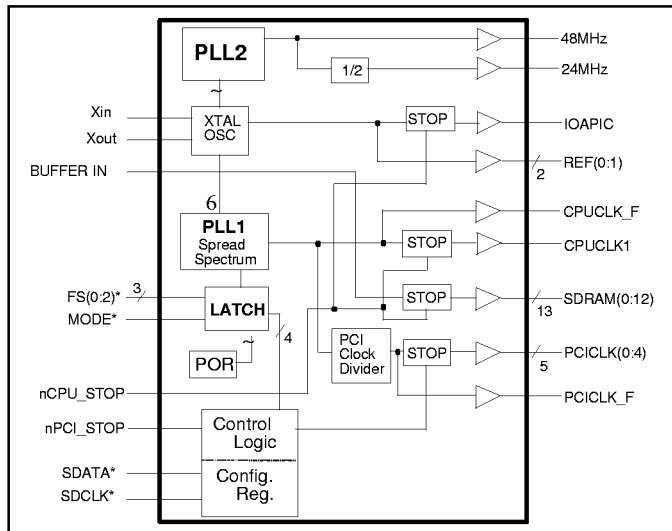 PLL2
48MHz
1/2
24MHz
~
Xin
Xout
XTAL
OSC
STOP
IOAPIC
REF(0:1)
2
BUFFER IN
6
PLL1
Spread
Spectrum
CPUCLK_F
STOP
CPUCLK1
FS(0:2)*
3
MODE*
LATCH
4
STOP
SDRAM(0:12)
13
~
POR
PCI
Clock
Divider
STOP
PCICLK(0:4)
5
nCPU_STOP
PCICLK_F
nPCI_STOP
Control
Logic
SDATA*
SDCLK*
Config.
Reg.